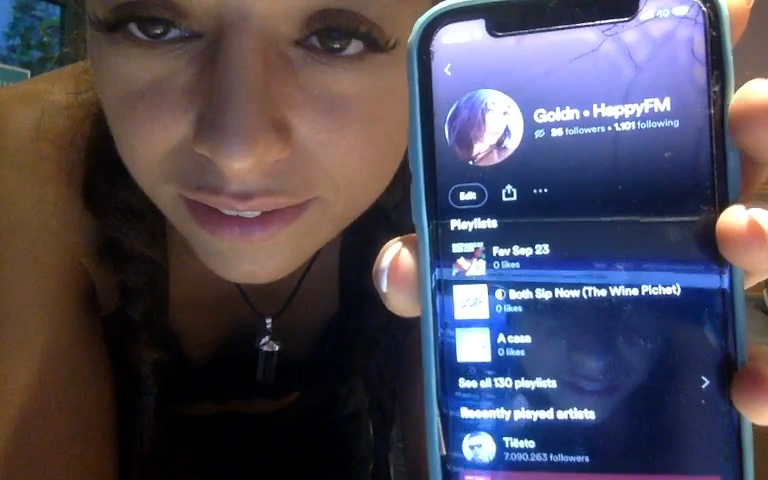 Goldn • HappyFM
26 followers • 1.101 following
Edit
Playlists
Fav Sep 23
0 likes
Both Sip Now (The Wine Pichet)
0 likes
A casa
0 likes
See all 130 playlists
Recently played artists
Tiësto
7.090.263 followers